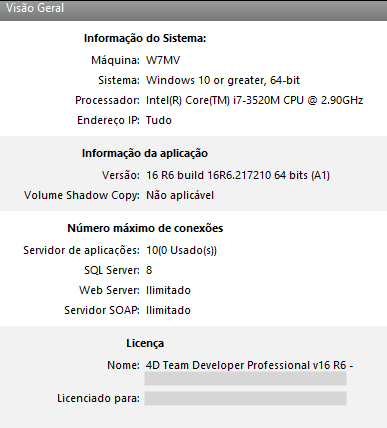 Visão Geral
Informação do Sistema:
Máquina: W7MV
Sistema: Windows 10 or greater, 64-bit
Processador: Intel(R) Core(TM) i7-3520M CPU @ 2.90GHz
Endereço IP: Tudo
Informação da aplicação
Versão: 16 R6 build 16R6.217210 64 bits (A1)
Volume Shadow Copy: Não aplicável
Número máximo de conexões
Servidor de aplicações: 10(0 Usado(s))
SQL Server: 8
Web Server: Ilimitado
Servidor SOAP: Ilimitado
Licença
Nome: 4D Team Developer Professional v16 R6 -
Licenciado para: